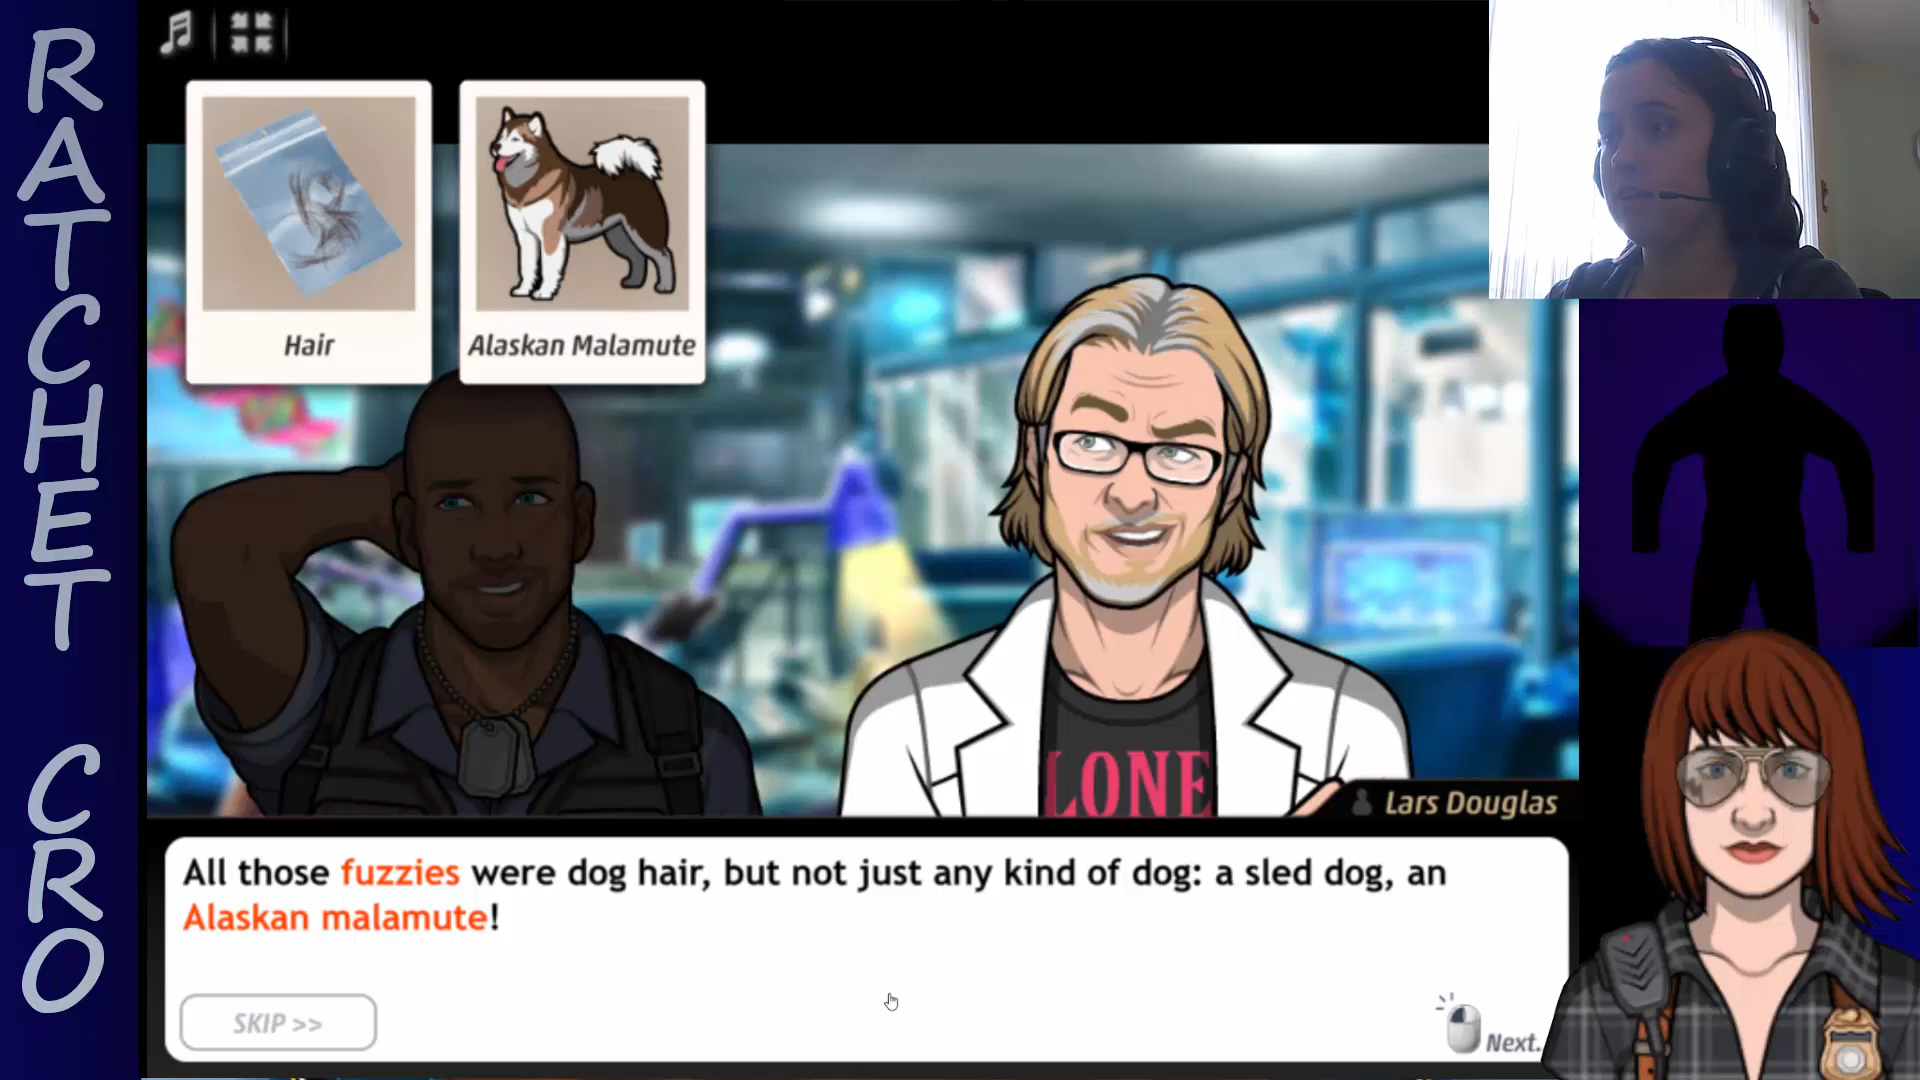 RATCHET CRO
Hair
Alaskan Malamute
LONE
Lars Douglas
All those fuzzies were dog hair, but not just any kind of dog: a sled dog, an
Alaskan malamute!
SKIP >>
Next.